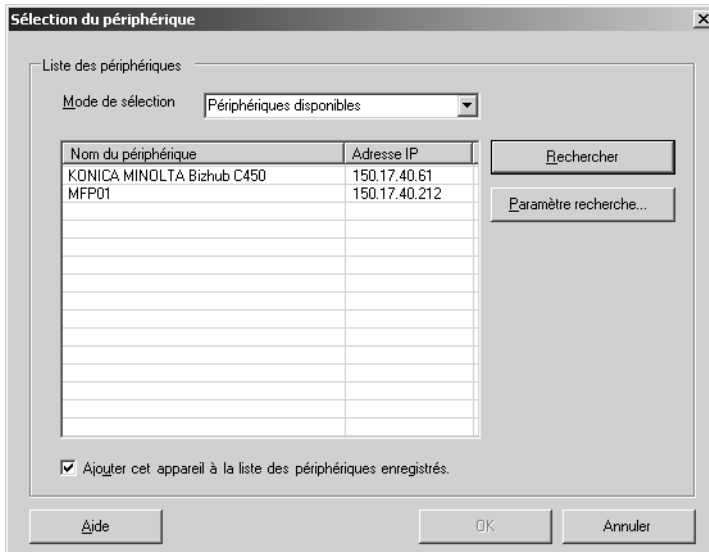 Sélection du périphérique
Liste des périphériques
Mode de sélection Périphériques disponibles
Nom du périphérique Adresse IP
Rechercher
KONICA MINOLTA Bizhub C450 150.17.40.61
MFP01 150.17.40.212
Paramètre recherche...
Ajouter cet appareil à la liste des périphériques enregistrés.
Aide OK Annuler